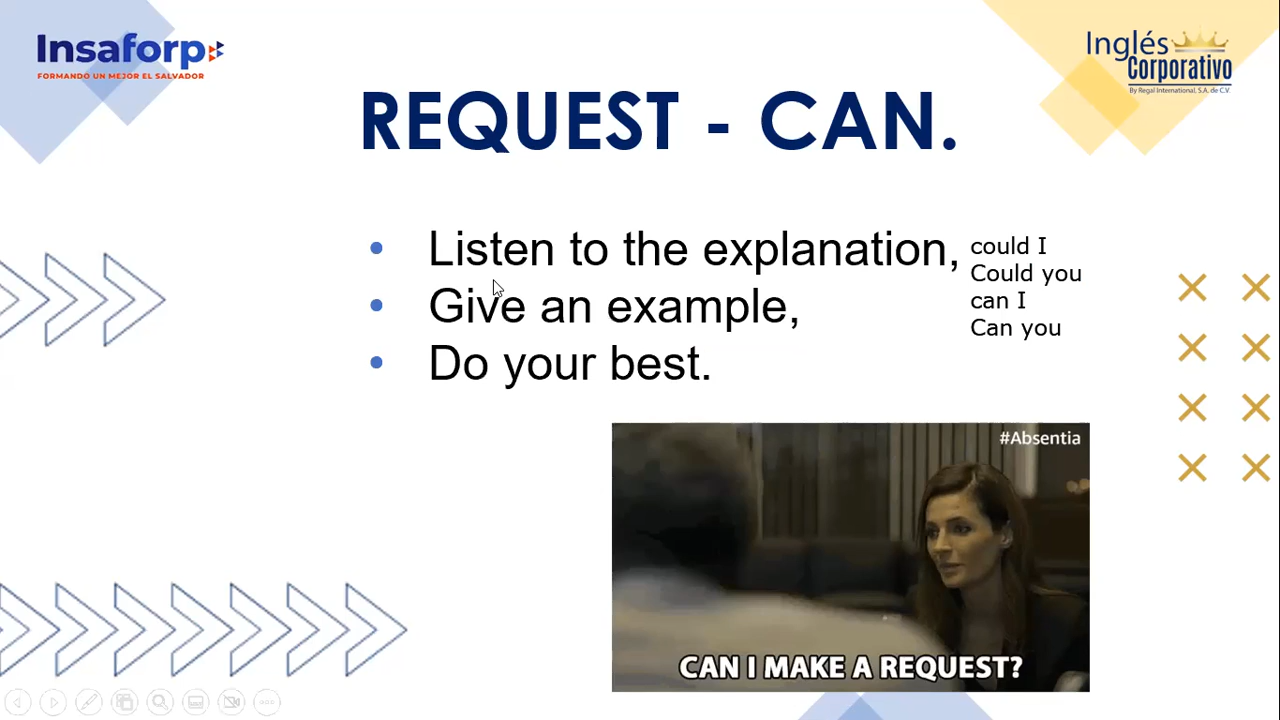 Insaforp
FORMANDO UN MEJOR EL SALVADOR
Inglés
Corporativo
By Regal International, S.A. de C.V.
REQUEST - CAN.
• Listen to the explanation,
• Give an example,
• Do your best.
could I
Could you
can I
Can you
#Absentia
CAN I MAKE A REQUEST?